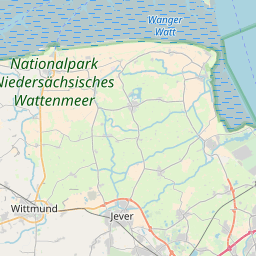 Wanger
Watt
Nationalpark
Niedersächsisches
Wattenmeer
Wittmund
Jever